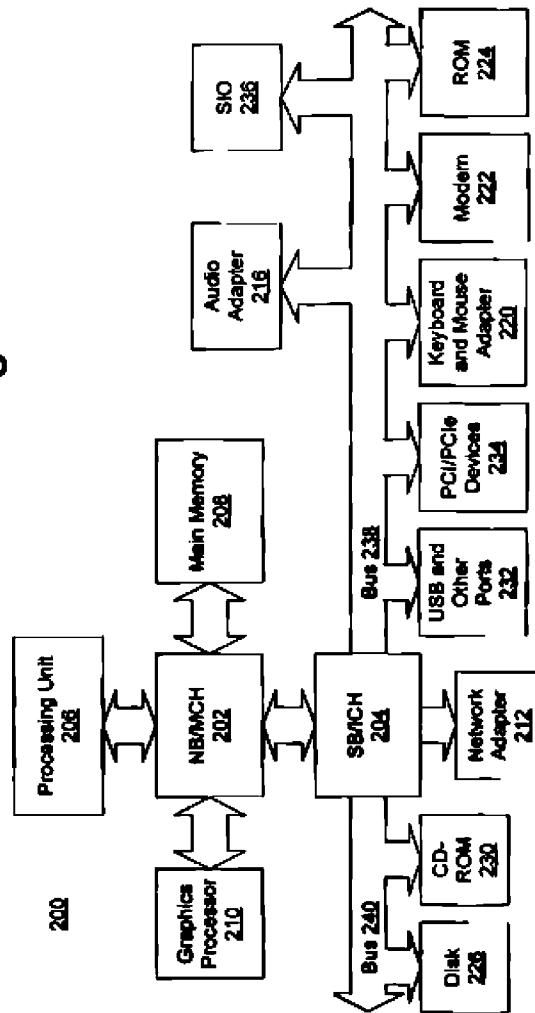 200
Processing Unit
206
Graphics
Processor
210
NB/MCH
202
Main Memory
208
Audio
Adapter
216
SIO
236
SB/ICH
204
Bus 240
Bus 238
Disk
226
CD-
ROM
230
Network
Adapter
212
USB and
Other
Ports
232
PCI/PCIe
Devices
234
Keyboard
and Mouse
Adapter
220
Modem
222
ROM
224